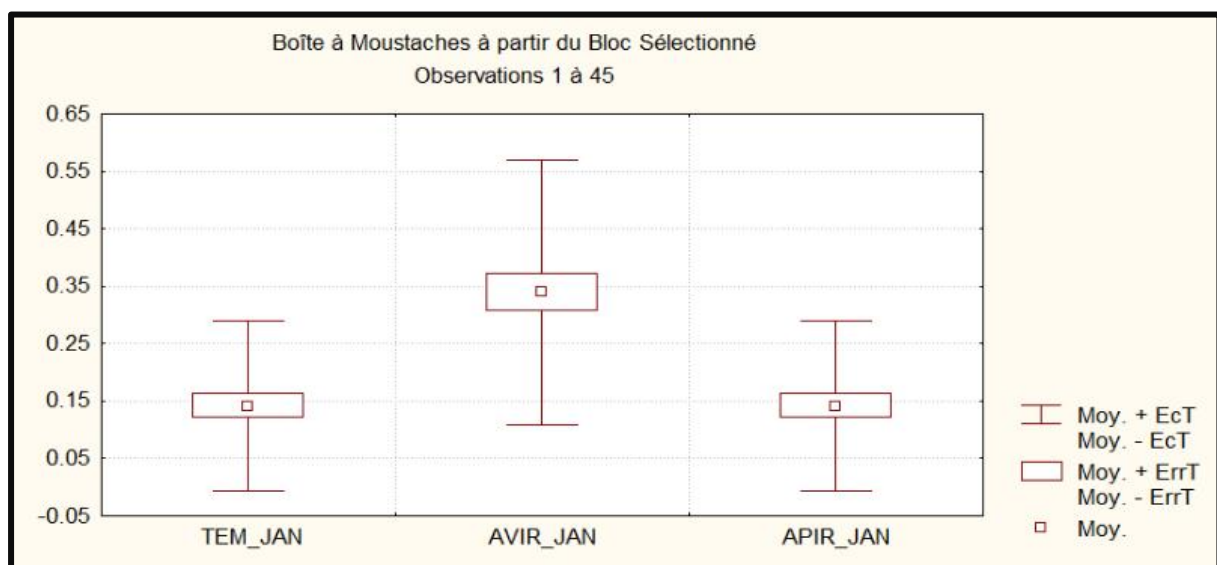 Boîte à Moustaches à partir du Bloc Sélectionné
Observations 1 à 45
0.65
0.55
0.45
0.35
0.25
0.15
0.05
-0.05
TEM_JAN AVIR_JAN APIR_JAN
Moy. + EcT
Moy. - EcT
Moy. + ErrT
Moy. - ErrT
Moy.